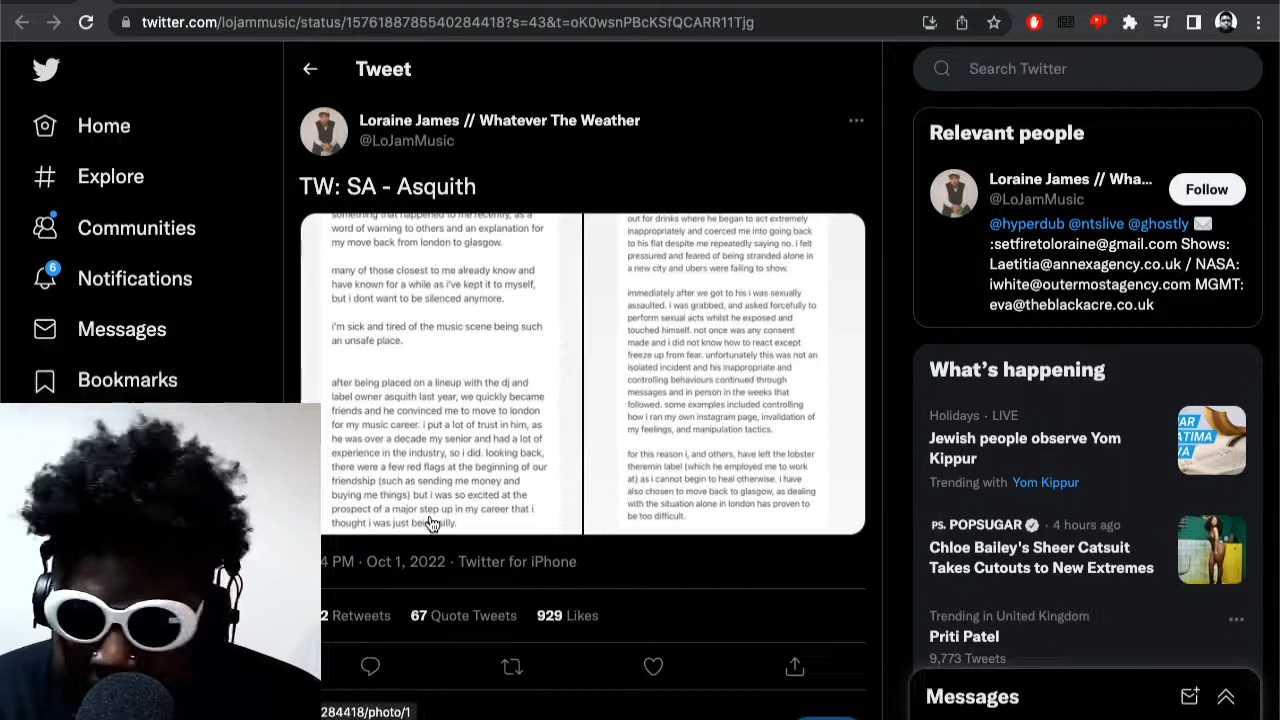 twitter.com/lojammusic/status/1576188785540284418?s=43&t=oK0wsnPBcKSfQCARR11Tjg
Home
Explore
Communities
6
Notifications
Messages
Bookmarks
Tweet
Loraine James // Whatever The Weather
@LoJamMusic
TW: SA - Asquith
something that happened to me recently, as a
word of warning to others and an explanation for
my move back from london to glasgow.
many of those closest to me already know and
have known for a while as i've kept it to myself,
but i dont want to be silenced anymore.
i'm sick and tired of the music scene being such
an unsafe place.
after being placed on a lineup with the dj and
label owner asquith last year, we quickly became
friends and he convinced me to move to london
for my music career. i put a lot of trust in him, as
he was over a decade my senior and had a lot of
experience in the industry, so i did. looking back,
there were a few red flags at the beginning of our
friendship (such as sending me money and
buying me things) but i was so excited at the
prospect of a major step up in my career that i
thought i was just being silly.
out for drinks where he began to act extremely
inappropriately and coerced me into going back
to his flat despite me repeatedly saying no. i felt
pressured and feared of being stranded alone in
a new city and ubers were failing to show.
immediately after we got to his i was sexually
assaulted. i was grabbed, and asked forcefully to
perform sexual acts whilst he exposed and
touched himself. not once was any consent
made and i did not know how to react except
freeze up from fear. unfortunately this was not an
isolated incident and his inappropriate and
controlling behaviours continued through
messages and in person in the weeks that
followed. some examples included controlling
how i ran my own instagram page, invalidation of
my feelings, and manipulation tactics.
for this reason i, and others, have left the lobster
theremin label (which he employed me to work
at) as i cannot begin to heal otherwise. i have
also chosen to move back to glasgow, as dealing
with the situation alone in london has proven to
be too difficult.
4 PM · Oct 1, 2022 · Twitter for iPhone
2 Retweets 67 Quote Tweets 929 Likes
284418/photo/1
Search Twitter
Relevant people
Loraine James // Wha...
@LoJamMusic
Follow
@hyperdub @ntslive @ghostly
:setfiretoloraine@gmail.com Shows:
Laetitia@annexagency.co.uk / NASA:
iwhite@outermostagency.com MGMT:
eva@theblackacre.co.uk
What's happening
Holidays · LIVE
Jewish people observe Yom
Kippur
Trending with Yom Kippur
PS. POPSUGAR · 4 hours ago
Chloe Bailey's Sheer Catsuit
Takes Cutouts to New Extremes
Trending in United Kingdom
Priti Patel
9,773 Tweets
Messages